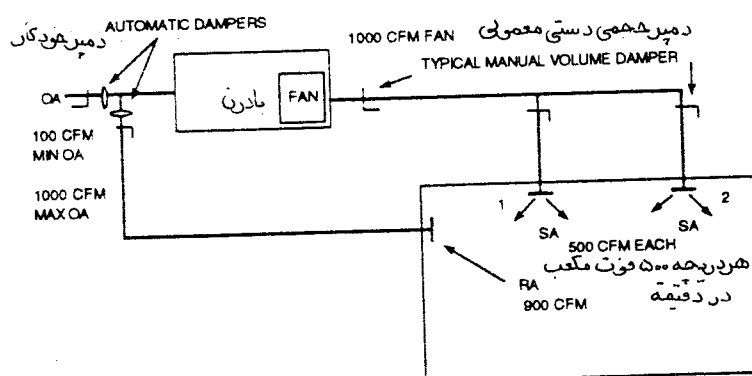 دمپر خودکار
AUTOMATIC DAMPERS
1000 CFM FAN
دمپر حجمی دستی معمولی
TYPICAL MANUAL VOLUME DAMPER
OA
بادزن
FAN
100 CFM
MIN OA
1000 CFM
MAX OA
1
2
SA
SA
500 CFM EACH
هر دریچه ۵۰۰ فوت مکعب
در دقیقه
RA
900 CFM